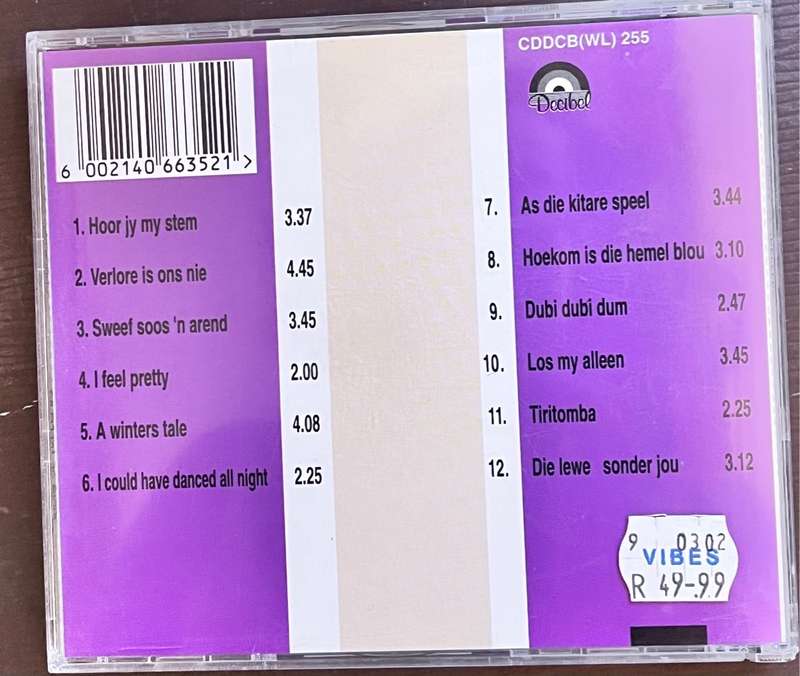 CDDCB(WL) 255
Decibel
6 002140 663521 >
1. Hoor jy my stem 3.37
2. Verlore is ons nie 4.45
3. Sweef soos 'n arend 3.45
4. I feel pretty 2.00
5. A winters tale 4.08
6. I could have danced all night 2.25
7. As die kitare speel 3.44
8. Hoekom is die hemel blou 3.10
9. Dubi dubi dum 2.47
10. Los my alleen 3.45
11. Tiritomba 2.25
12. Die lewe sonder jou 3.12
9 0302
VIBES
R 49-99